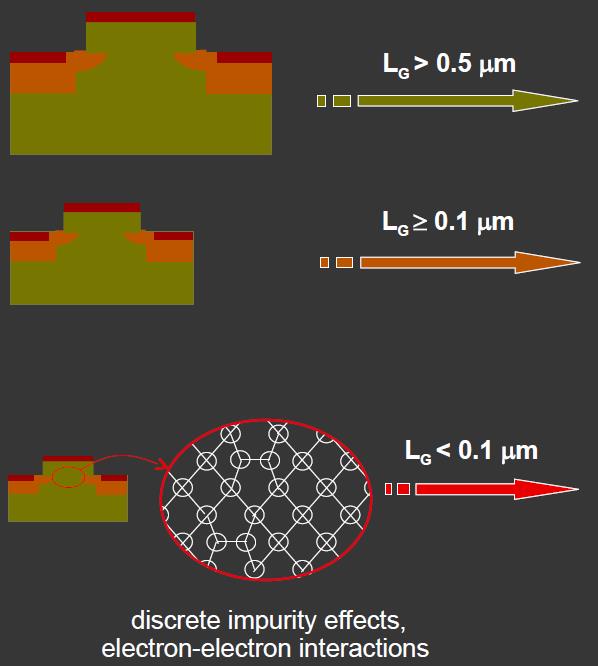 LG > 0.5 μm
LG ≥ 0.1 μm
LG < 0.1 μm
discrete impurity effects,
electron-electron interactions